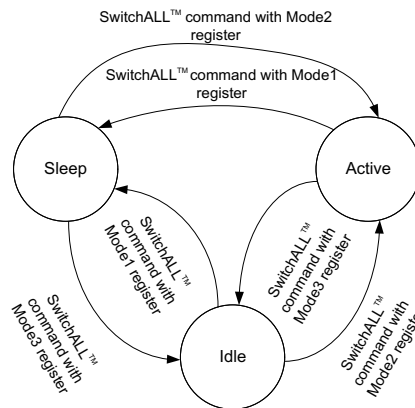 SwitchALL™ command with Mode2
register
SwitchALL™ command with Mode1
register
Sleep
Active
SwitchALL™
command with
Mode1 register
SwitchALL™
command with
Mode3 register
SwitchALL™
command with
Mode3 register
SwitchALL™
command with
Mode2 register
Idle